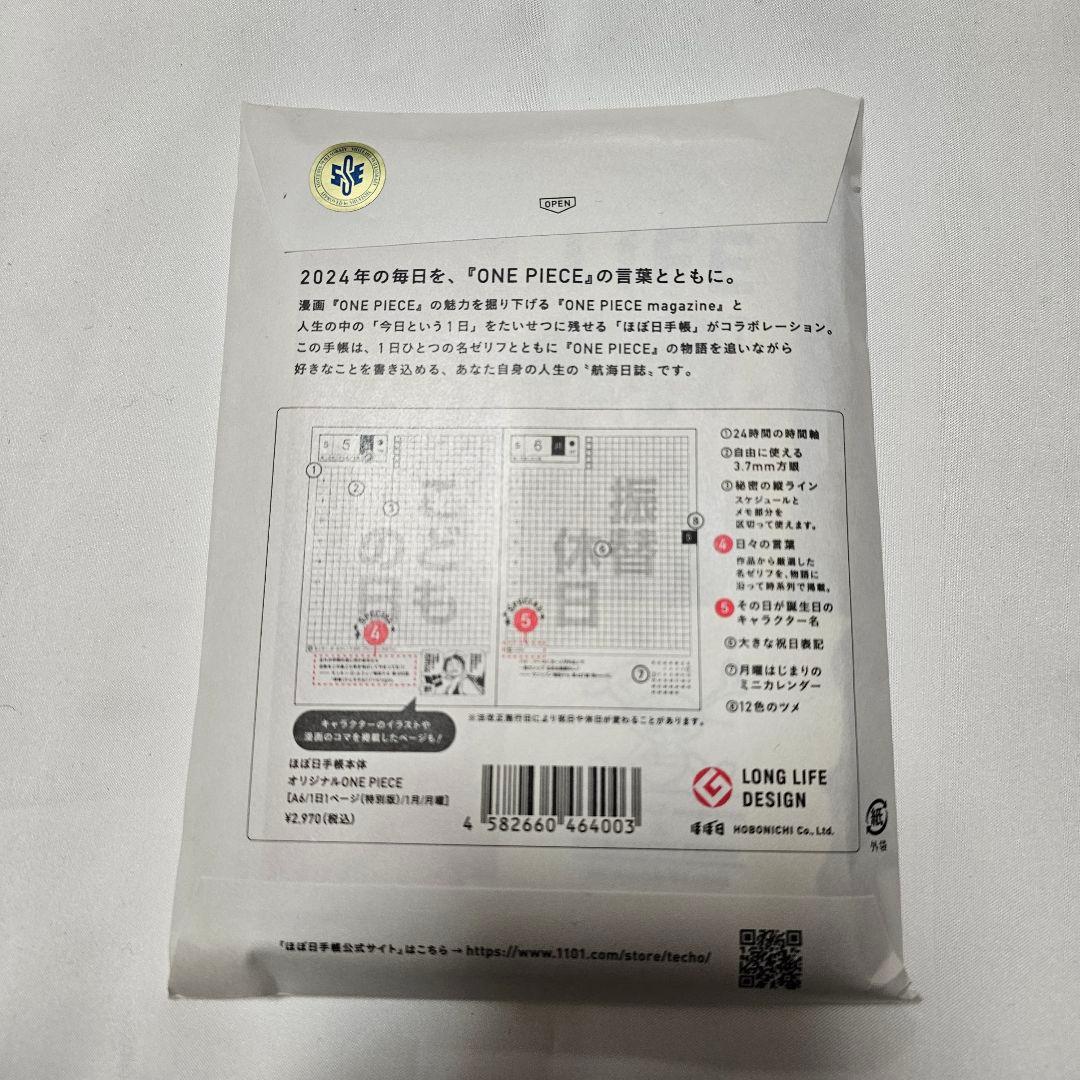 OPEN
2024年の毎日を、『ONE PIECE』の言葉とともに。
漫画『ONE PIECE』の魅力を掘り下げる『ONE PIECE magazine』と
人生の中の「今日という1日」をたいせつに残せる「ほぼ日手帳」がコラボレーション。
この手帳は、1日ひとつの名ゼリフとともに『ONE PIECE』の物語を追いながら
好きなことを書き込める、あなた自身の人生の〝航海日誌〟です。
5
6
①
②
③
こどもの日
SPECIAL
4
振替休日
⑥
⑧
5
SPECIAL
5
⑦
①24時間の時間軸
②自由に使える
3.7mm方眼
③秘密の縦ライン
スケジュールと
メモ部分を
区切って使えます。
4 日々の言葉
作品から厳選した
名ゼリフを、物語に
沿って時系列で掲載。
5 その日が誕生日の
キャラクター名
⑥大きな祝日表記
⑦月曜はじまりの
ミニカレンダー
⑧12色のツメ
キャラクターのイラストや
漫画のコマを掲載したページも!
※法改正施行日により祝日や休日が変わることがあります。
ほぼ日手帳本体
オリジナルONE PIECE
[A6/1日1ページ(特別版)/1月/月曜]
¥2,970(税込)
4 582660 464003
LONG LIFE
DESIGN
ほぼ日 HOBONICHI Co., Ltd.
紙
外袋
「ほぼ日手帳公式サイト」はこちら→https://www.1101.com/store/techo/